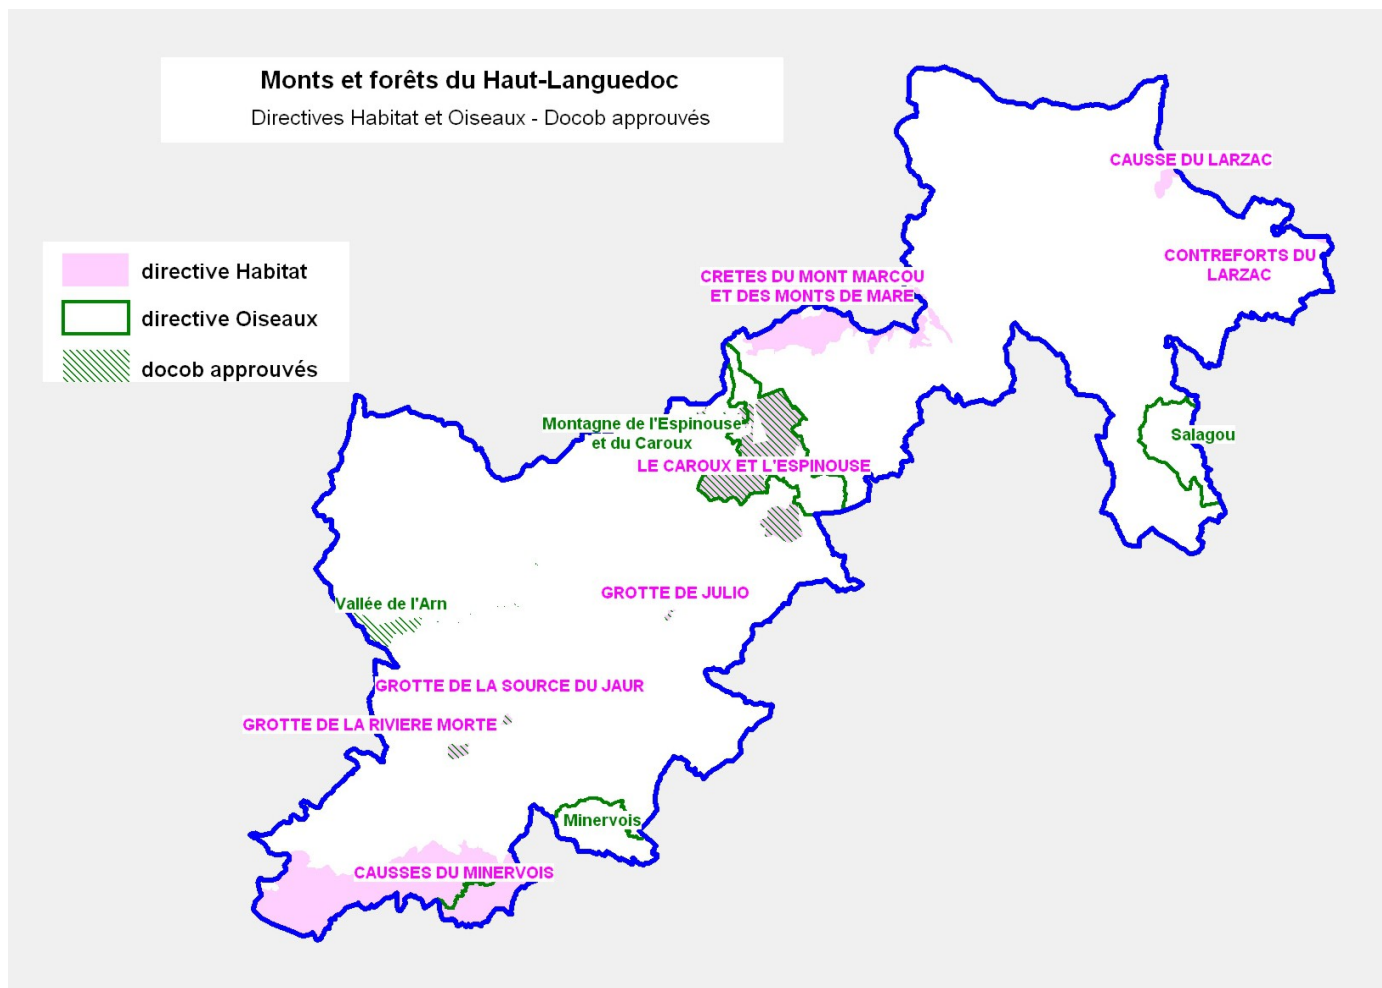 Monts et forêts du Haut-Languedoc
Directives Habitat et Oiseaux - Docob approuvés
CAUSSE DU LARZAC
directive Habitat
directive Oiseaux
docob approuvés
CONTREFORTS DU
LARZAC
CRETES DU MONT MARCOU
ET DES MONTS DE MARE
Montagne de l'Espinouse
et du Caroux
Salagou
LE CAROUX ET L'ESPINOUSE
GROTTE DE JULIO
Vallée de l'Arn
GROTTE DE LA SOURCE DU JAUR
GROTTE DE LA RIVIERE MORTE
Minervois
CAUSSES DU MINERVOIS